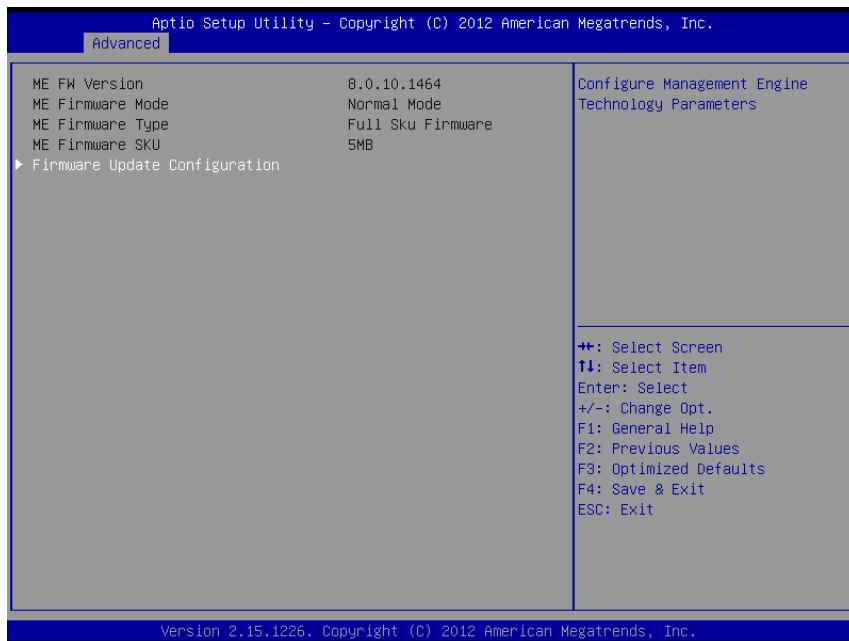 Aptio Setup Utility – Copyright (C) 2012 American Megatrends, Inc.
Advanced
ME FW Version 8.0.10.1464
ME Firmware Mode Normal Mode
ME Firmware Type Full Sku Firmware
ME Firmware SKU 5MB
Firmware Update Configuration
Configure Management Engine
Technology Parameters
→←: Select Screen
↑↓: Select Item
Enter: Select
+/-: Change Opt.
F1: General Help
F2: Previous Values
F3: Optimized Defaults
F4: Save & Exit
ESC: Exit
Version 2.15.1226. Copyright (C) 2012 American Megatrends, Inc.